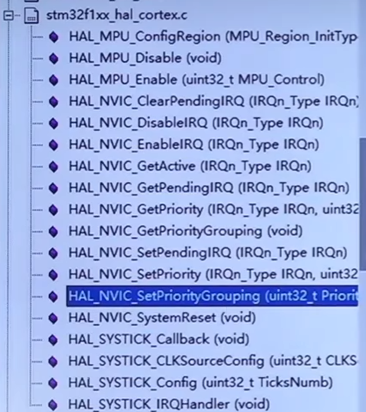 stm32f1xx_hal_cortex.c
HAL_MPU_ConfigRegion (MPU_Region_InitTyp
HAL_MPU_Disable (void)
HAL_MPU_Enable (uint32_t MPU_Control)
HAL_NVIC_ClearPendingIRQ (IRQn_Type IRQn)
HAL_NVIC_DisableIRQ (IRQn_Type IRQn)
HAL_NVIC_EnableIRQ (IRQn_Type IRQn)
HAL_NVIC_GetActive (IRQn_Type IRQn)
HAL_NVIC_GetPendingIRQ (IRQn_Type IRQn)
HAL_NVIC_GetPriority (IRQn_Type IRQn, uint32
HAL_NVIC_GetPriorityGrouping (void)
HAL_NVIC_SetPendingIRQ (IRQn_Type IRQn)
HAL_NVIC_SetPriority (IRQn_Type IRQn, uint32
HAL_NVIC_SetPriorityGrouping (uint32_t Priorit
HAL_NVIC_SystemReset (void)
HAL_SYSTICK_Callback (void)
HAL_SYSTICK_CLKSourceConfig (uint32_t CLKS
HAL_SYSTICK_Config (uint32_t TicksNumb)
HAL_SYSTICK_IRQHandler (void)